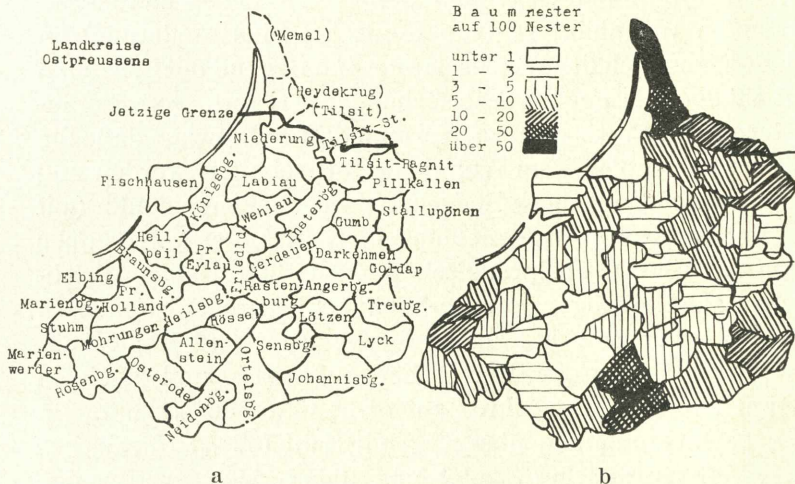 Landkreise
Ostpreussens
(Memel)
(Heydekrug)
(Tilsit)
Jetzige Grenze
Tilsit-St.
Niederung
Tilsit-Ragnit
Fischhausen
Königsbg.
Labiau
Pillkallen
Stallupönen
Wehlau
Insterbg.
Gumb.
Heil.
beil
Pr.
Eylau
Friedld.
Gerdauen
Darkehmen
Goldap
Braunsbg.
Elbing
Pr.
Holland
Marienbg.
Heilsbg.
Rasten-
burg
Angerbg.
Treubg.
Stuhm
Mohrungen
Rössel
Lötzen
Lyck
Marien-
werder
Allen-
stein
Sensbg.
Rosenbg.
Osterode
Ortelsbg.
Johannisbg.
Neidenbg.
a
Baumnester
auf 100 Nester
unter 1
1 - 3
3 - 5
5 - 10
10 - 20
20 50
über 50
b